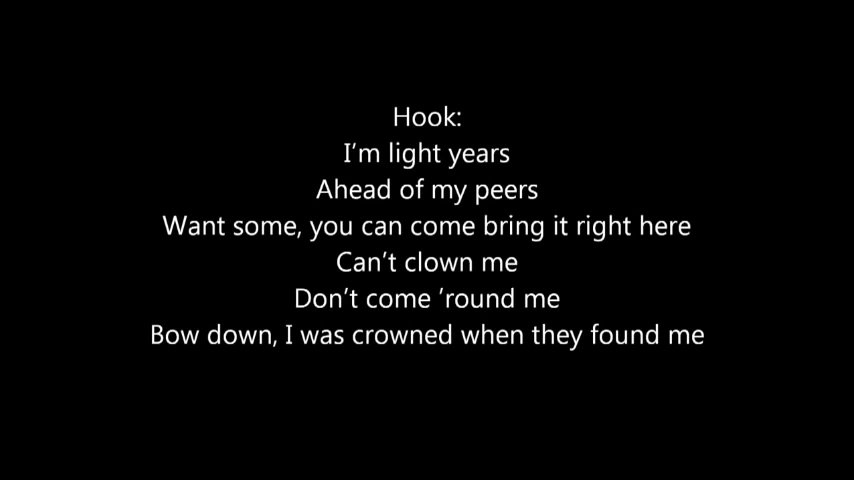 Hook:
I'm light years
Ahead of my peers
Want some, you can come bring it right here
Can't clown me
Don't come ’round me
Bow down, I was crowned when they found me